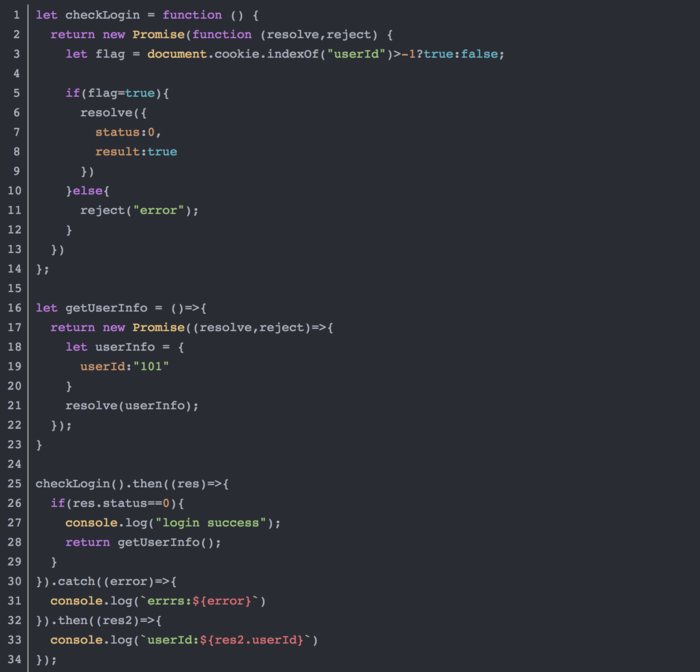 1 let checkLogin = function () {
2   return new Promise(function (resolve,reject) {
3     let flag = document.cookie.indexOf("userId")>-1?true:false;
4
5     if(flag=true){
6       resolve({
7         status:0,
8         result:true
9       })
10     }else{
11       reject("error");
12     }
13   })
14 };
15
16 let getUserInfo = ()=>{
17   return new Promise((resolve,reject)=>{
18     let userInfo = {
19       userId:"101"
20     }
21     resolve(userInfo);
22   });
23 }
24
25 checkLogin().then((res)=>{
26   if(res.status==0){
27     console.log("login success");
28     return getUserInfo();
29   }
30 }).catch((error)=>{
31   console.log(`errrs:${error}`)
32 }).then((res2)=>{
33   console.log(`userId:${res2.userId}`)
34 });